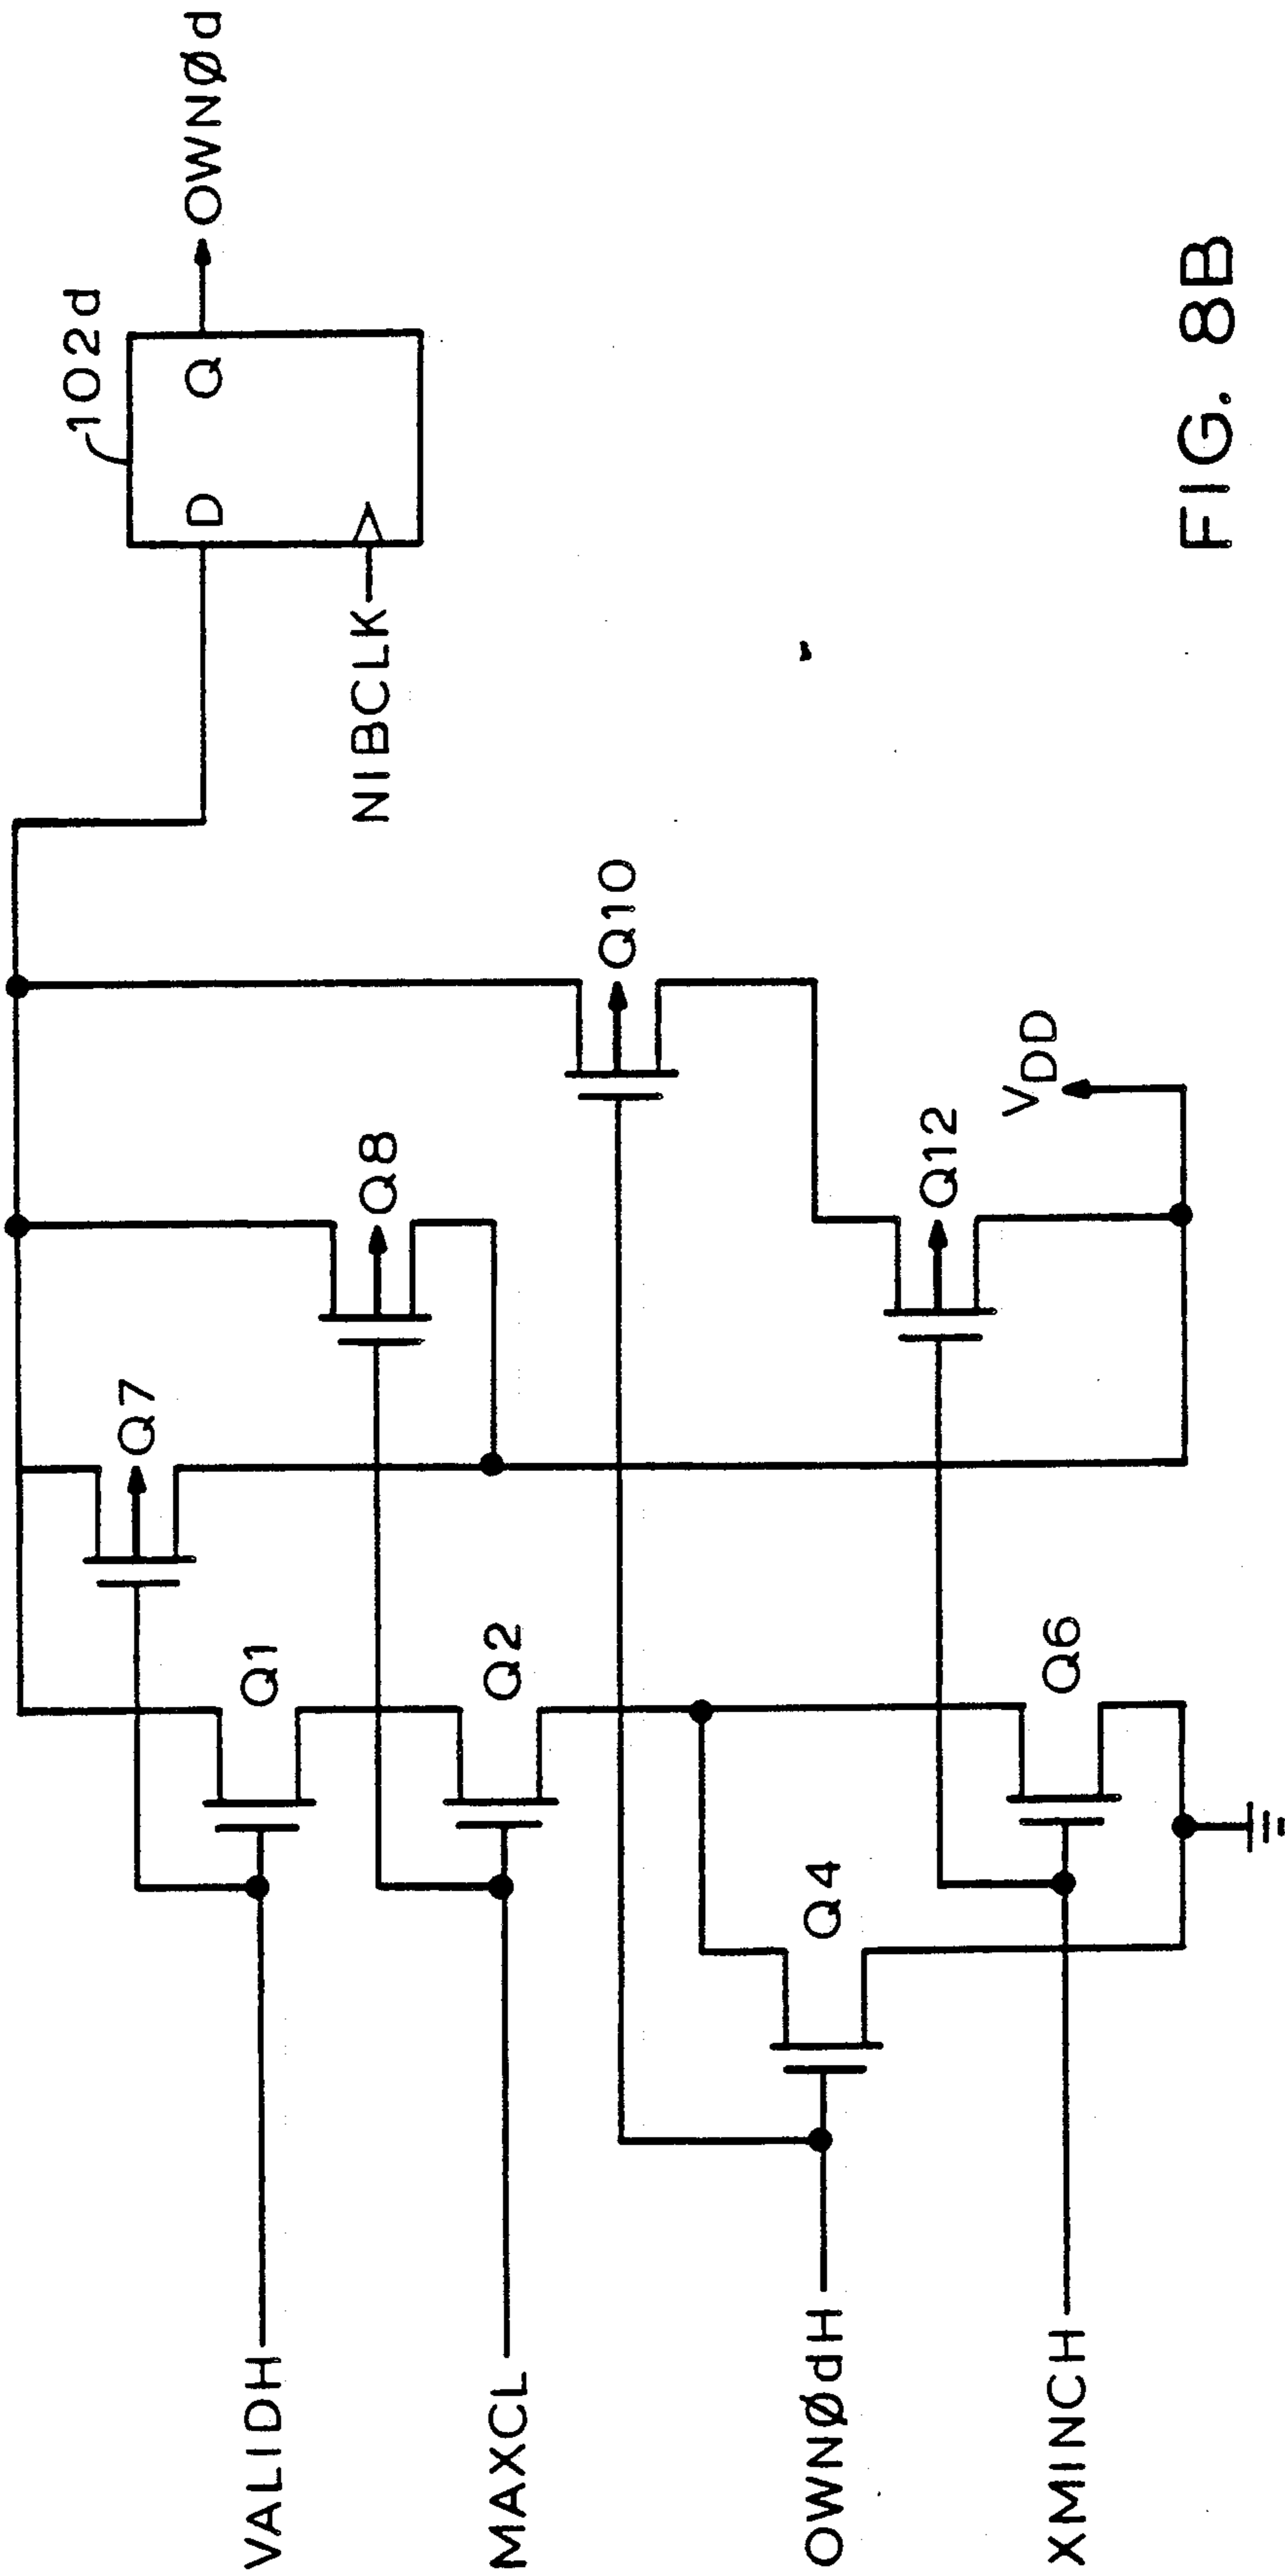 VALIDH
MAXCL
OWNØdH
XMINCH
Q1
Q2
Q4
Q6
Q7
Q8
Q10
Q12
VDD
NIBCLK
D
Q
102d
OWNØd
FIG. 8B